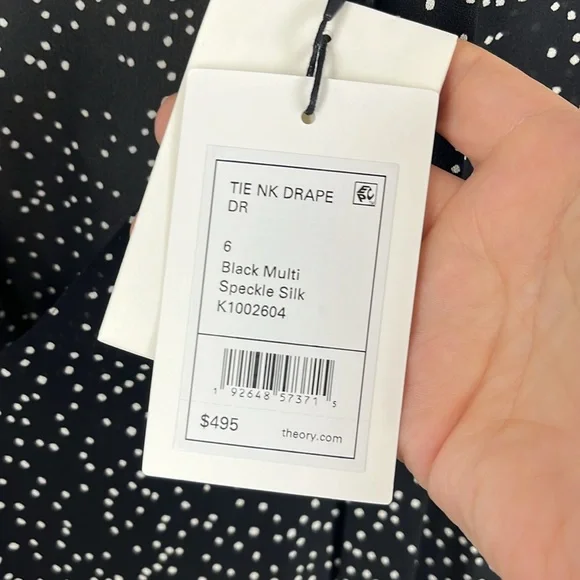 TIE NK DRAPE
DR
6
Black Multi
Speckle Silk
K1002604
1 92648 57371 5
$495 theory.com